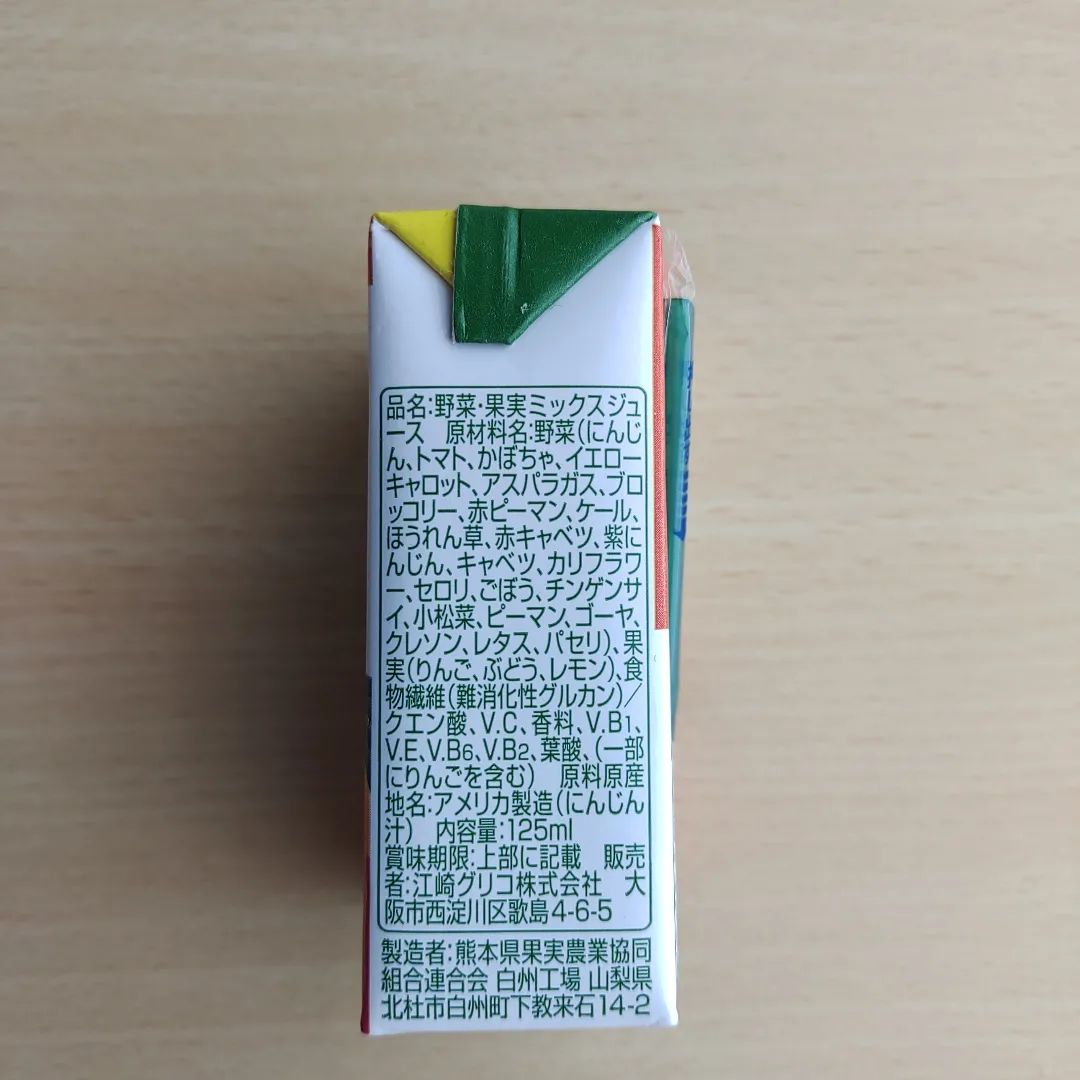 品名:野菜・果実ミックスジュ
ース　原材料名:野菜(にんじ
ん、トマト、かぼちゃ、イエロー
キャロット、アスパラガス、ブロ
ッコリー、赤ピーマン、ケール、
ほうれん草、赤キャベツ、紫に
んじん、キャベツ、カリフラワ
ー、セロリ、ごぼう、チンゲンサ
イ、小松菜、ピーマン、ゴーヤ、
クレソン、レタス、パセリ)、果
実(りんご、ぶどう、レモン)、食
物繊維(難消化性グルカン)/
クエン酸、V.C、香料、V.B1、
V.E、V.B6、V.B2、葉酸、(一部
にりんごを含む)　原料原産
地名:アメリカ製造(にんじん
汁)　内容量:125ml
賞味期限:上部に記載　販売
者:江崎グリコ株式会社　大
阪市西淀川区歌島4-6-5
製造者:熊本県果実農業協同
組合連合会 白州工場 山梨県
北杜市白州町下教来石14-2